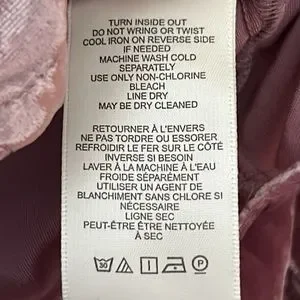 TURN INSIDE OUT
DO NOT WRING OR TWIST
COOL IRON ON REVERSE SIDE
IF NEEDED
MACHINE WASH COLD
SEPARATELY
USE ONLY NON-CHLORINE
BLEACH
LINE DRY
MAY BE DRY CLEANED
RETOURNER À L'ENVERS
NE PAS TORDRE OU ESSORER
REFROIDIR LE FER SUR LE CÔTÉ
INVERSE SI BESOIN
LAVER À LA MACHINE À L'EAU
FROIDE SÉPARÉMENT
UTILISER UN AGENT DE
BLANCHIMENT SANS CHLORE SI
NÉCESSAIRE
LIGNE SEC
PEUT-ÊTRE ÊTRE NETTOYÉE
À SEC
30 P